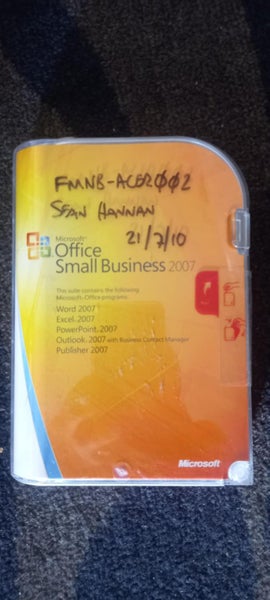 FMNB-ACER002
SEAN HANNAN
21/7/10
Microsoft
Office
Small Business 2007
This suite contains the following
Microsoft Office programs:
Word 2007
Excel 2007
PowerPoint 2007
Outlook 2007 with Business Contact Manager
Publisher 2007
Microsoft